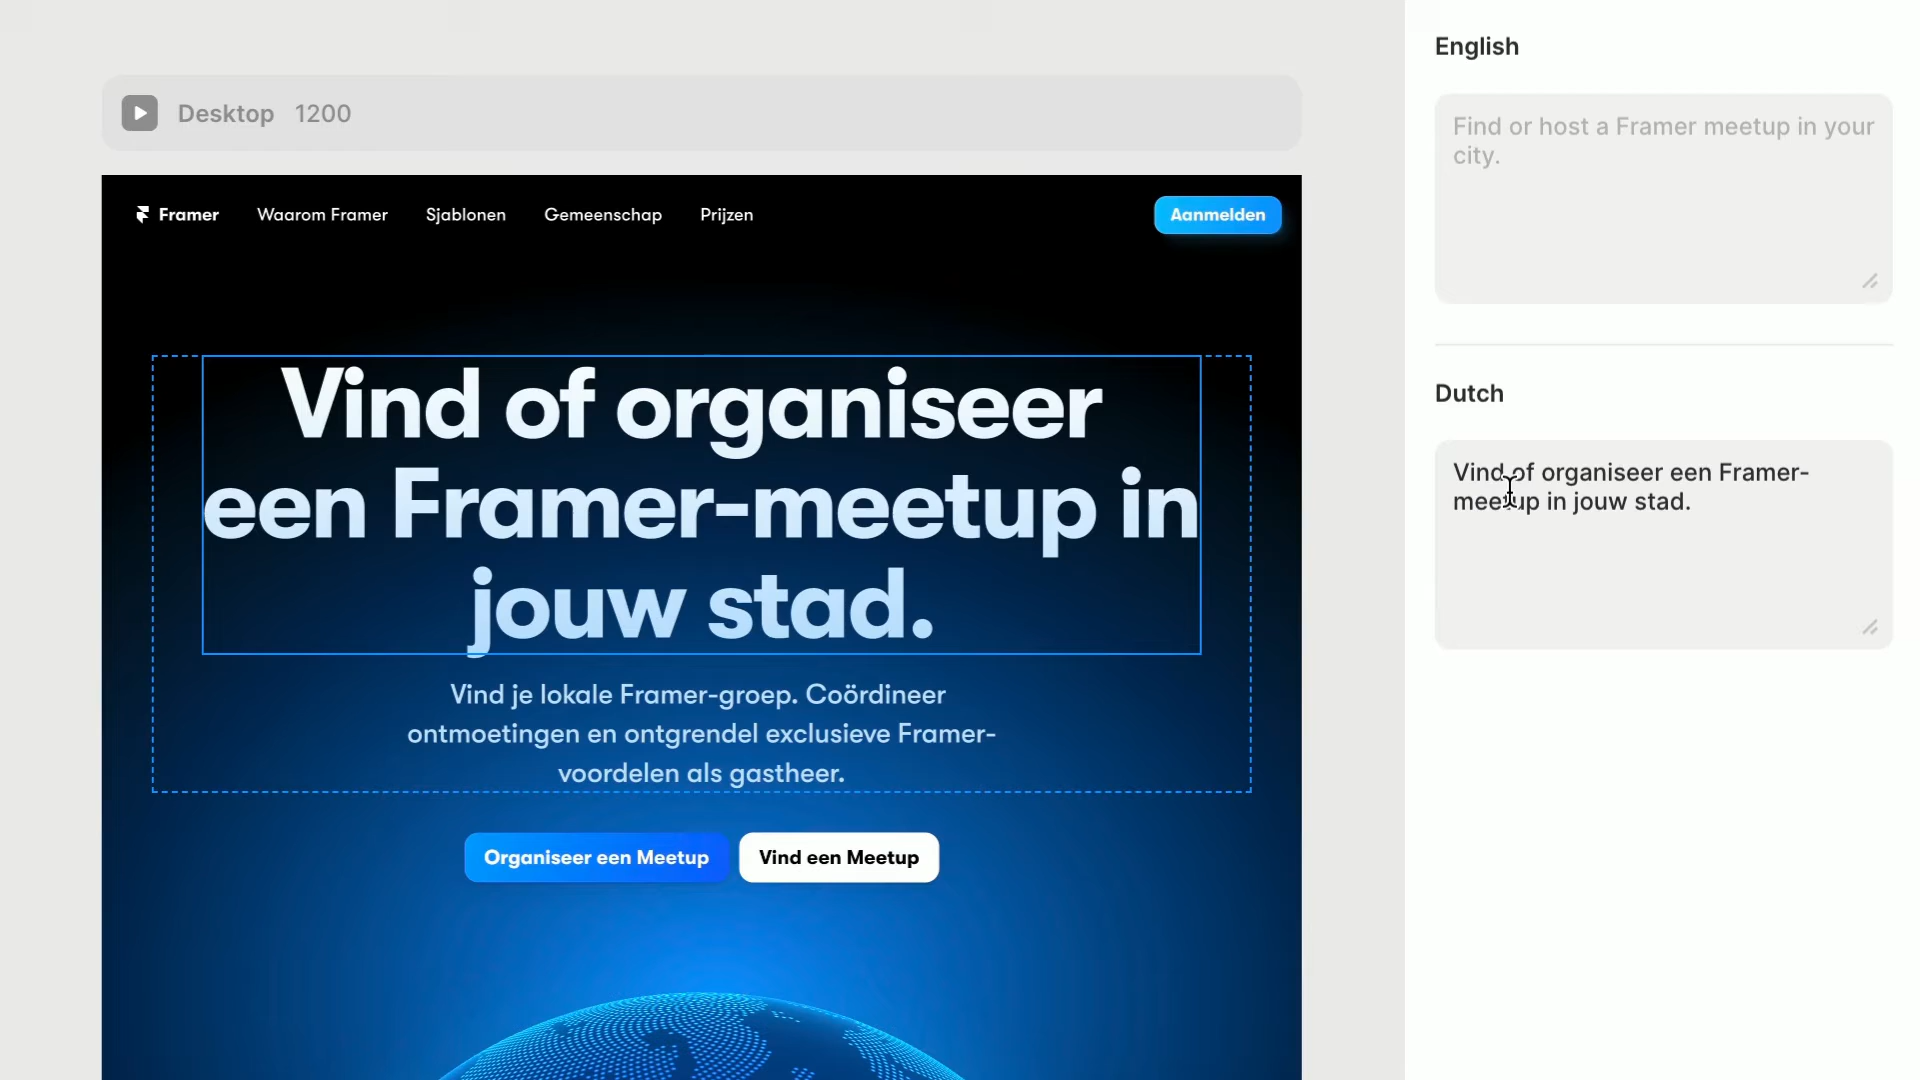 Desktop 1200
Framer Waarom Framer Sjablonen Gemeenschap Prijzen Aanmelden
Vind of organiseer
een Framer-meetup in
jouw stad.
Vind je lokale Framer-groep. Coördineer
ontmoetingen en ontgrendel exclusieve Framer-
voordelen als gastheer.
Organiseer een Meetup Vind een Meetup
English
Find or host a Framer meetup in your
city.
Dutch
Vind of organiseer een Framer-
meetup in jouw stad.